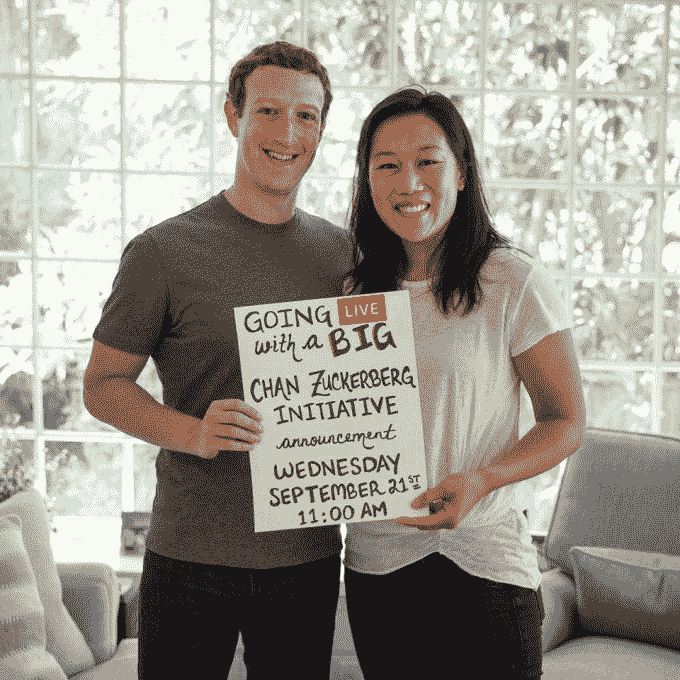 GOING LIVE
with a BIG
CHAN ZUCKERBERG
INITIATIVE
announcement
WEDNESDAY
SEPTEMBER 21ST
11:00 AM